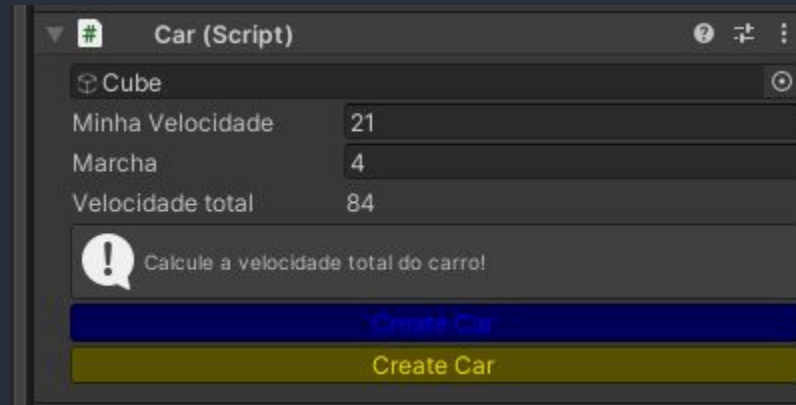 # Car (Script)
Cube
Minha Velocidade 21
Marcha 4
Velocidade total 84
Calcule a velocidade total do carro!
Create Car
Create Car